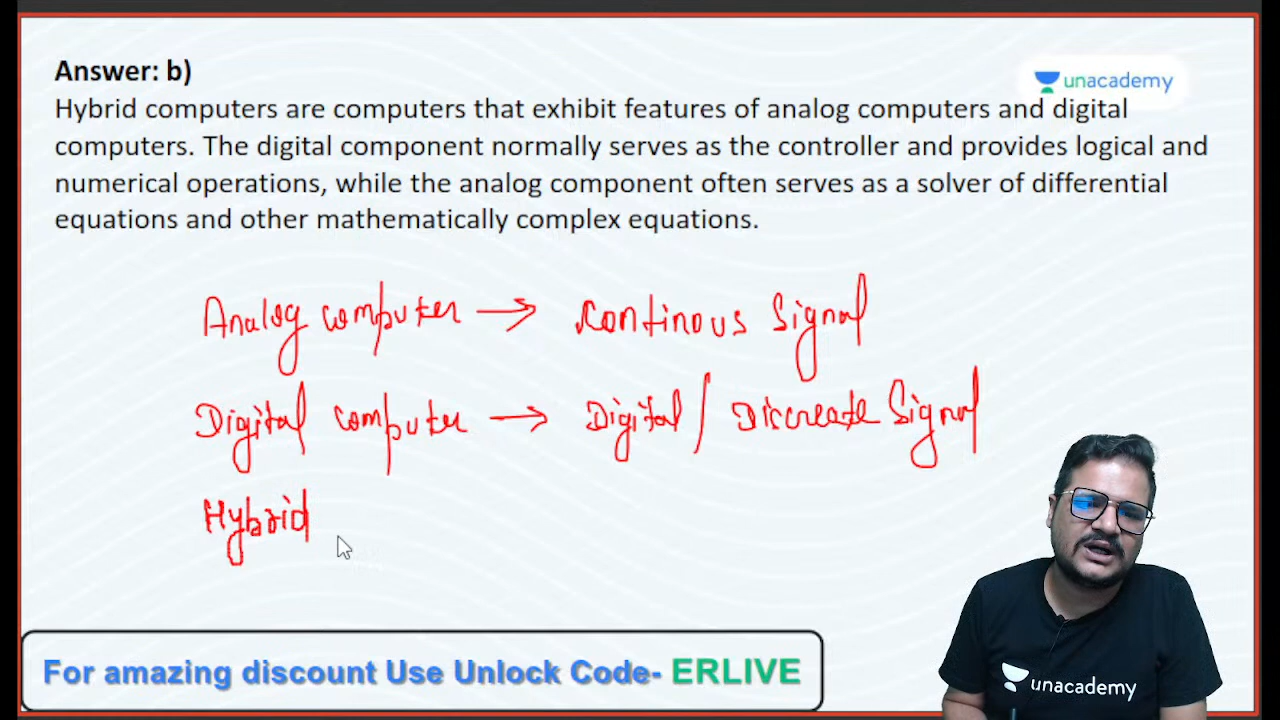 Answer: b)
unacademy
Hybrid computers are computers that exhibit features of analog computers and digital
computers. The digital component normally serves as the controller and provides logical and
numerical operations, while the analog component often serves as a solver of differential
equations and other mathematically complex equations.
Analog computer → Continous Signal
Digital computer → Digital / Discreate Signal
Hybrid
For amazing discount Use Unlock Code- ERLIVE
unacademy